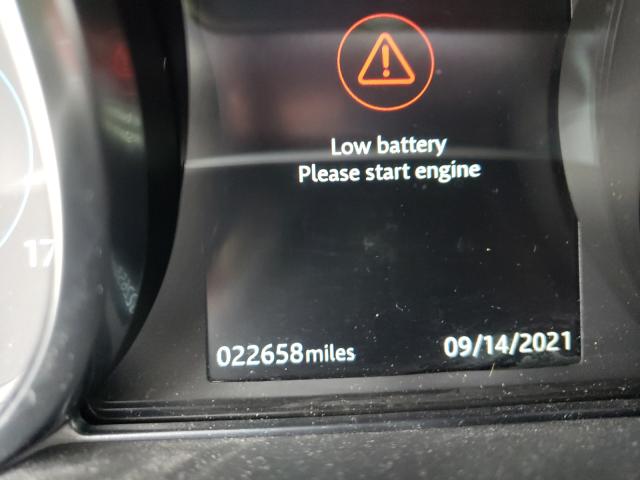 Low battery
Please start engine
17
022658miles
09/14/2021